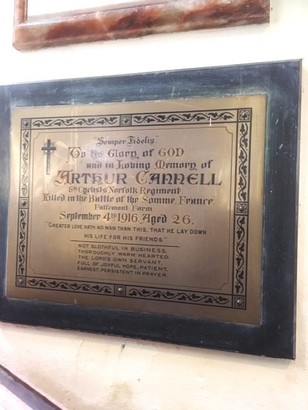 "Semper Fidelis"
To the Glory of GOD
and in Loving Memory of
ARTHUR CANNELL
6th Cyclists Norfolk Regiment
Killed in the Battle of the Somme, France,
Falfemont Farm
September 4th 1916, Aged 26.
"GREATER LOVE HATH NO MAN THAN THIS, THAT HE LAY DOWN
HIS LIFE FOR HIS FRIENDS."
NOT SLOTHFUL IN BUSINESS,
THOROUGHLY WARM HEARTED,
THE LORD'S OWN SERVANT,
FULL OF JOYFUL HOPE, PATIENT,
EARNEST, PERSISTENT IN PRAYER.